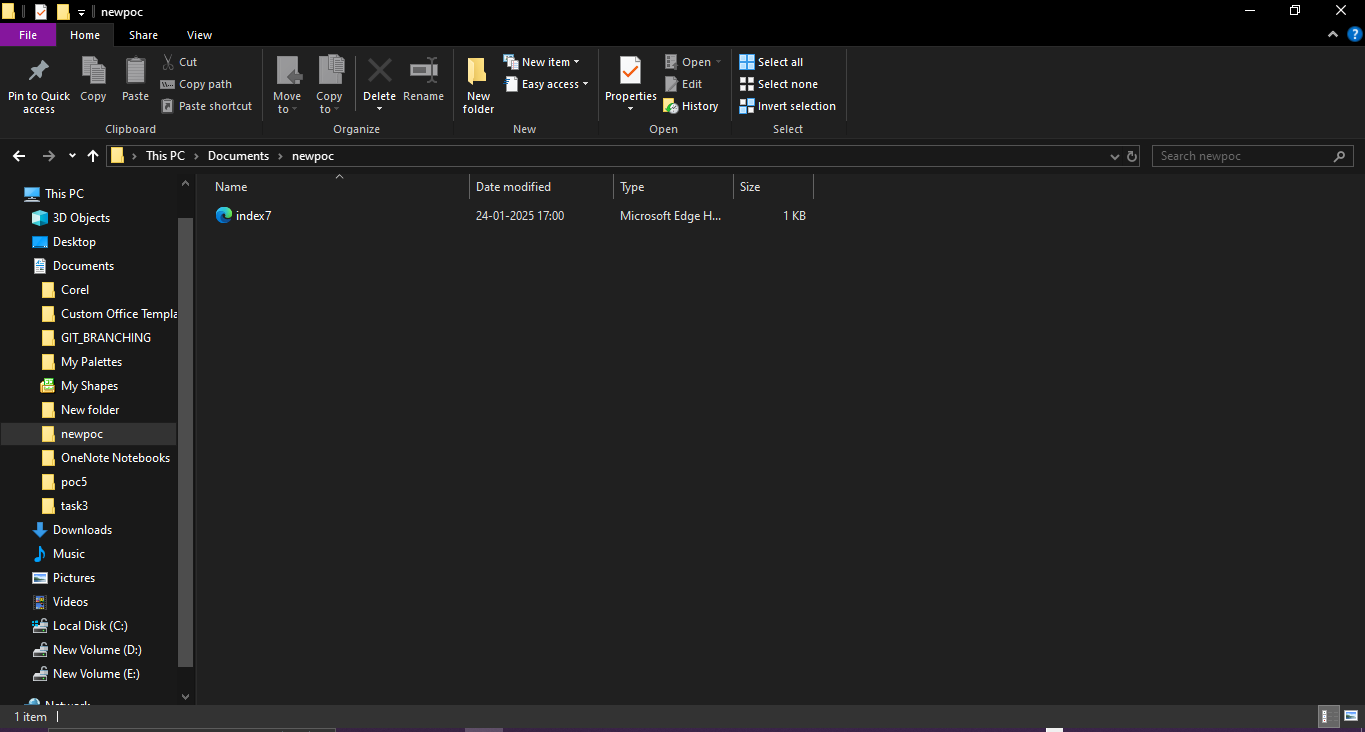 newpoc
File Home Share View
Pin to Quick access
Copy
Paste
Cut
Copy path
Paste shortcut
Clipboard
Move to
Copy to
Delete
Rename
Organize
New folder
New item
Easy access
New
Properties
Open
Edit
History
Open
Select all
Select none
Invert selection
Select
This PC › Documents › newpoc
Search newpoc
This PC
3D Objects
Desktop
Documents
Corel
Custom Office Templa
GIT_BRANCHING
My Palettes
My Shapes
New folder
newpoc
OneNote Notebooks
poc5
task3
Downloads
Music
Pictures
Videos
Local Disk (C:)
New Volume (D:)
New Volume (E:)
Network
Name Date modified Type Size
index7 24-01-2025 17:00 Microsoft Edge H... 1 KB
1 item